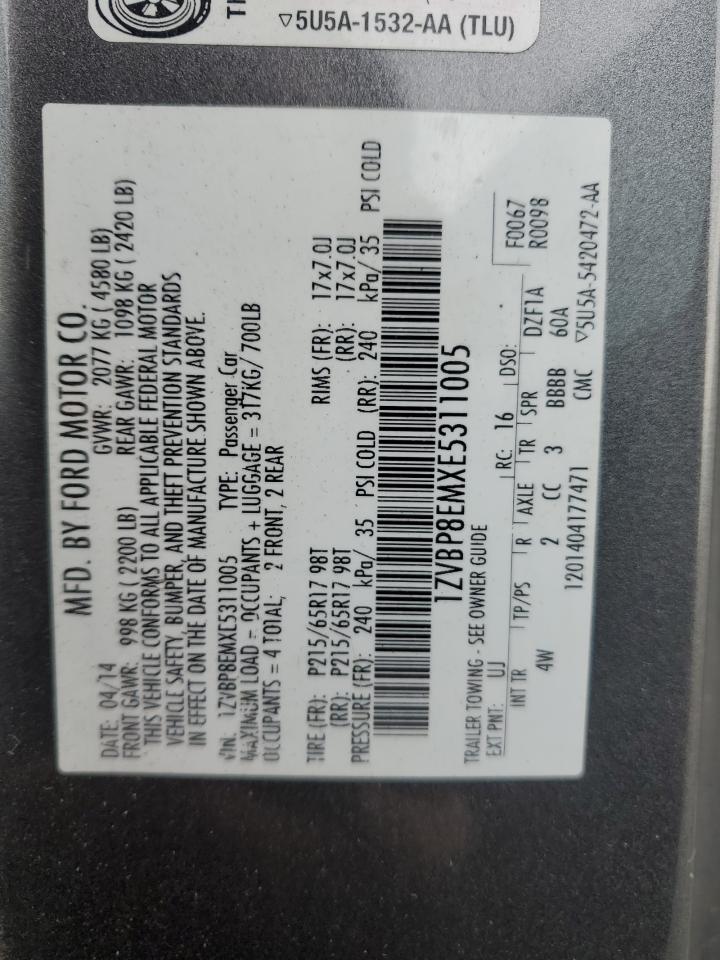 TH
▽5U5A-1532-AA (TLU)
MFD. BY FORD MOTOR CO.
DATE: 04/14 GVWR: 2077 KG ( 4580 LB)
FRONT GAWR: 998 KG ( 2200 LB) REAR GAWR: 1098 KG ( 2420 LB)
THIS VEHICLE CONFORMS TO ALL APPLICABLE FEDERAL MOTOR
VEHICLE SAFETY, BUMPER, AND THEFT PREVENTION STANDARDS
IN EFFECT ON THE DATE OF MANUFACTURE SHOWN ABOVE.
VIN: 1ZVBP8EMXE5311005 TYPE: Passenger Car
MAXIMUM LOAD = OCCUPANTS + LUGGAGE = 317KG/ 700LB
OCCUPANTS = 4 TOTAL; 2 FRONT, 2 REAR
TIRE (FR): P215/65R17 98T RIMS (FR): 17x7.0J
(RR): P215/65R17 98T (RR): 17x7.0J
PRESSURE (FR): 240 kPa/ 35 PSI COLD (RR): 240 kPa/ 35 PSI COLD
1ZVBP8EMXE5311005
TRAILER TOWING - SEE OWNER GUIDE
EXT PNT: UJ RC: 16 DSO: F0067
INT TR TP/PS R AXLE TR SPR DZF1A R0098
4W 2 CC 3 BBBB 60A
1201404177471 CMC ▽5U5A-5420472-AA